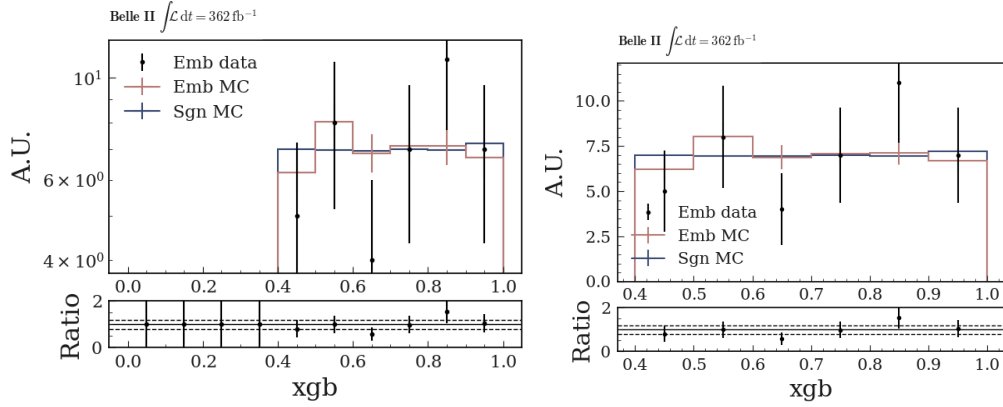 Belle II ∫ℒ dt = 362 fb⁻¹
Emb data
Emb MC
Sgn MC
A.U.
10¹
6 × 10⁰
4 × 10⁰
0.0 0.2 0.4 0.6 0.8 1.0
Ratio
2
1
0
0.0 0.2 0.4 0.6 0.8 1.0
xgb
Belle II ∫ℒ dt = 362 fb⁻¹
A.U.
10.0
7.5
5.0
2.5
0.0
Emb data
Emb MC
Sgn MC
0.4 0.5 0.6 0.7 0.8 0.9 1.0
Ratio
2
1
0
0.4 0.5 0.6 0.7 0.8 0.9 1.0
xgb